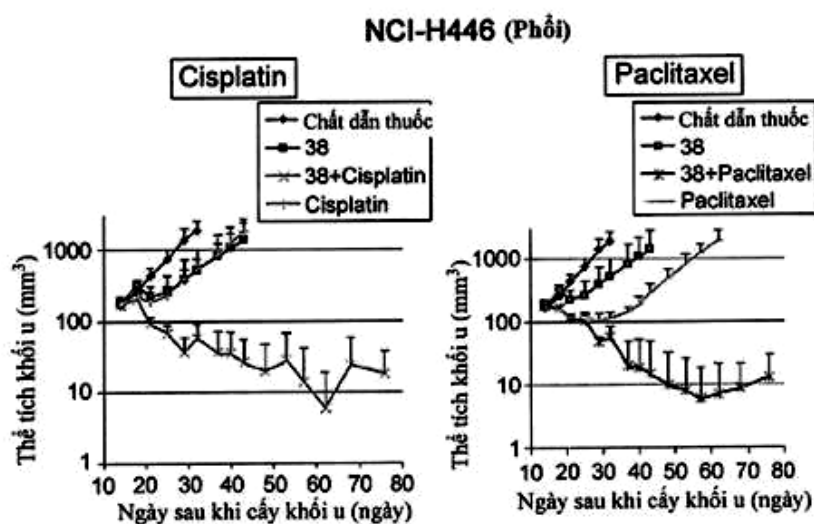 NCI-H446 (Phổi)
Cisplatin
Chất dẫn thuốc
38
38+Cisplatin
Cisplatin
Thể tích khối u (mm³)
1000
100
10
1
10 20 30 40 50 60 70 80
Ngày sau khi cấy khối u (ngày)
Paclitaxel
Chất dẫn thuốc
38
38+Paclitaxel
Paclitaxel
Thể tích khối u (mm³)
1000
100
10
1
10 20 30 40 50 60 70 80
Ngày sau khi cấy khối u (ngày)